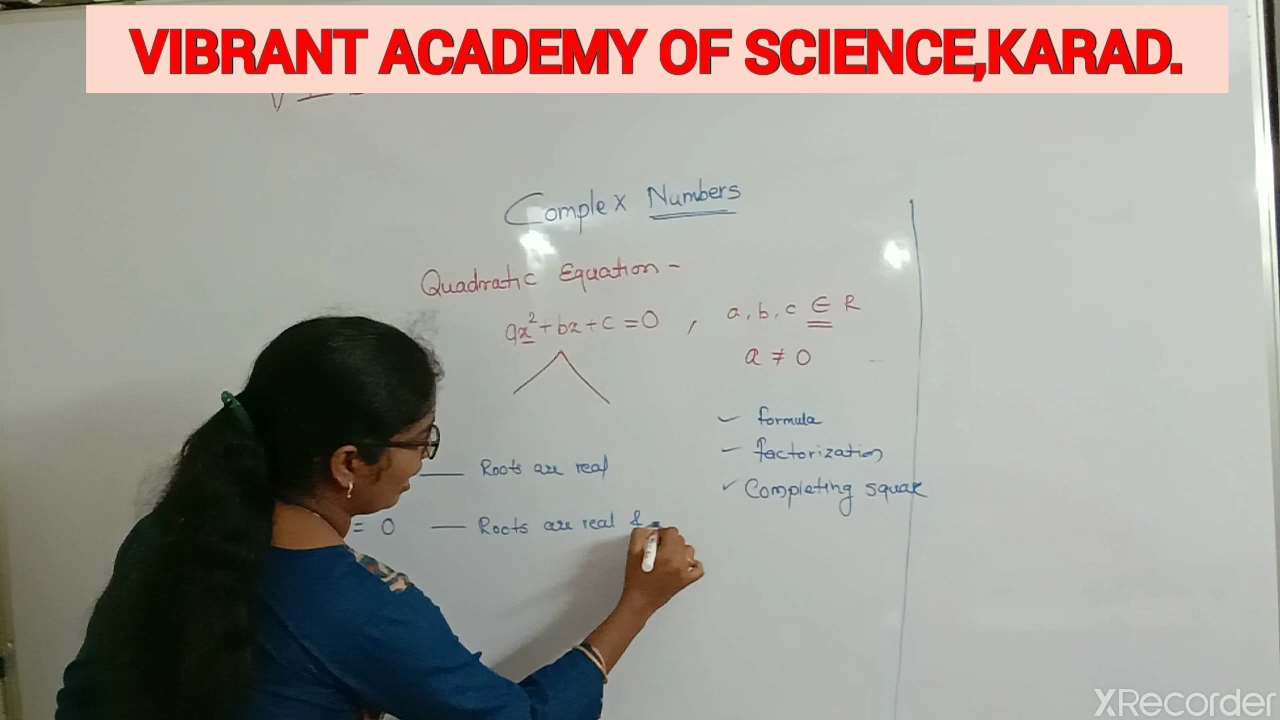 VIBRANT ACADEMY OF SCIENCE,KARAD.
Complex Numbers
Quadratic Equation -
ax²+bx+c=0 , a, b, c ∈ R
a ≠ 0
formula
factorization
Completing square
— Roots are real
= 0 — Roots are real &
XRecorder